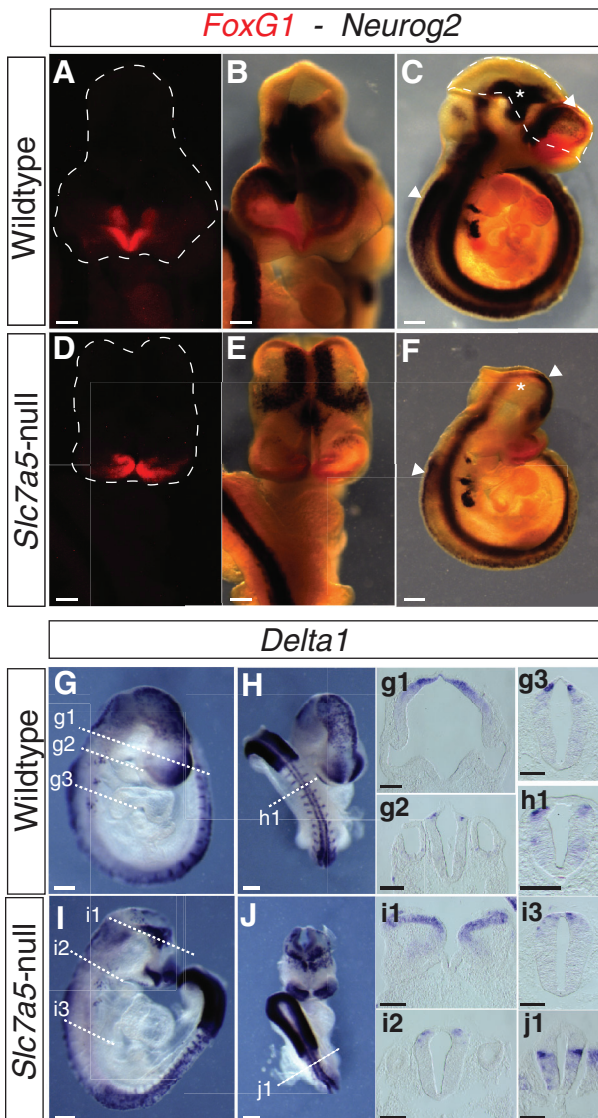 FoxG1 - Neurog2
Wildtype
A
B
C
*
Slc7a5-null
D
E
F
*
Delta1
Wildtype
G
g1
g2
g3
H
h1
g1
g3
g2
h1
Slc7a5-null
I
i1
i2
i3
J
j1
i1
i3
i2
j1